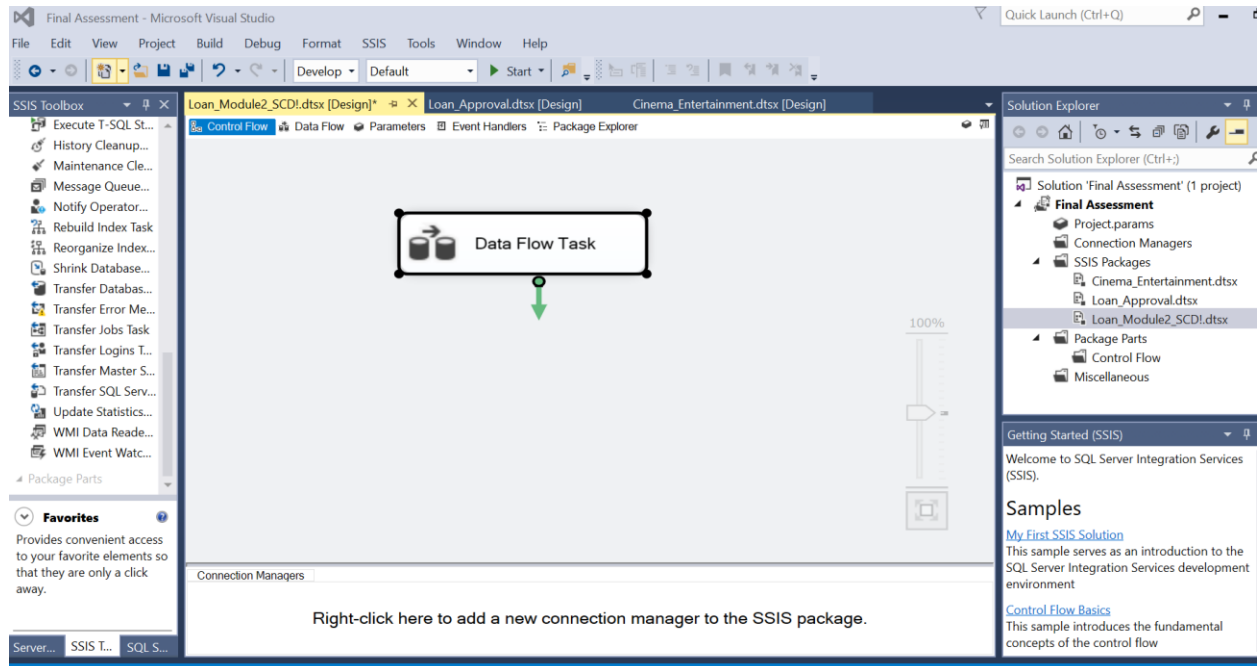 Final Assessment - Microsoft Visual Studio
Quick Launch (Ctrl+Q)
File Edit View Project Build Debug Format SSIS Tools Window Help
Develop Default Start
SSIS Toolbox
Execute T-SQL St...
History Cleanup...
Maintenance Cle...
Message Queue...
Notify Operator...
Rebuild Index Task
Reorganize Index...
Shrink Database...
Transfer Databas...
Transfer Error Me...
Transfer Jobs Task
Transfer Logins T...
Transfer Master S...
Transfer SQL Serv...
Update Statistics...
WMI Data Reade...
WMI Event Watc...
Package Parts
Favorites
Provides convenient access
to your favorite elements so
that they are only a click
away.
Server... SSIS T... SQL S...
Loan_Module2_SCD!.dtsx [Design]* Loan_Approval.dtsx [Design] Cinema_Entertainment.dtsx [Design]
Control Flow Data Flow Parameters Event Handlers Package Explorer
Data Flow Task
100%
Connection Managers
Right-click here to add a new connection manager to the SSIS package.
Solution Explorer
Search Solution Explorer (Ctrl+;)
Solution 'Final Assessment' (1 project)
Final Assessment
Project.params
Connection Managers
SSIS Packages
Cinema_Entertainment.dtsx
Loan_Approval.dtsx
Loan_Module2_SCD!.dtsx
Package Parts
Control Flow
Miscellaneous
Getting Started (SSIS)
Welcome to SQL Server Integration Services
(SSIS).
Samples
My First SSIS Solution
This sample serves as an introduction to the
SQL Server Integration Services development
environment
Control Flow Basics
This sample introduces the fundamental
concepts of the control flow